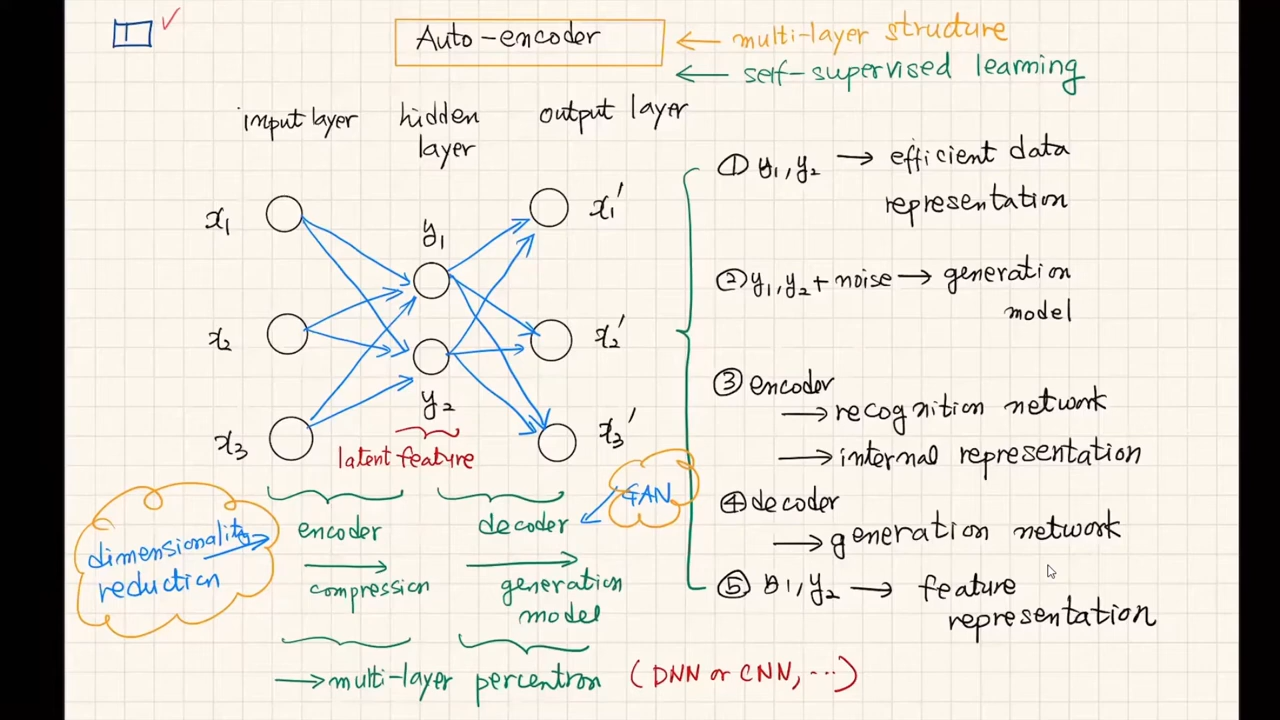 Auto-encoder
← multi-layer structure
← self-supervised learning
input layer
hidden
layer
output layer
x₁
x₂
x₃
y₁
y₂
x₁'
x₂'
x₃'
latent feature
dimensionality
reduction
encoder
compression
decoder
generation
model
GAN
→ multi-layer perceptron (DNN or CNN, ...)
① y₁, y₂ → efficient data
representation
② y₁, y₂ + noise → generation
model
③ encoder
→ recognition network
→ internal representation
④ decoder
→ generation network
⑤ y₁, y₂ → feature
representation